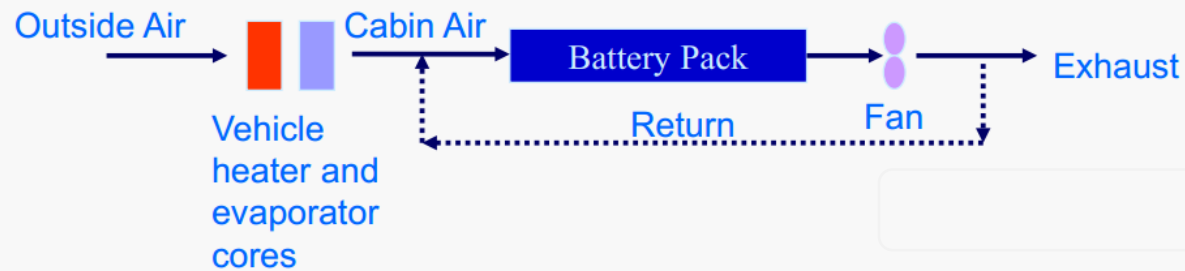 Outside Air
Cabin Air
Battery Pack
Exhaust
Vehicle
heater and
evaporator
cores
Return
Fan